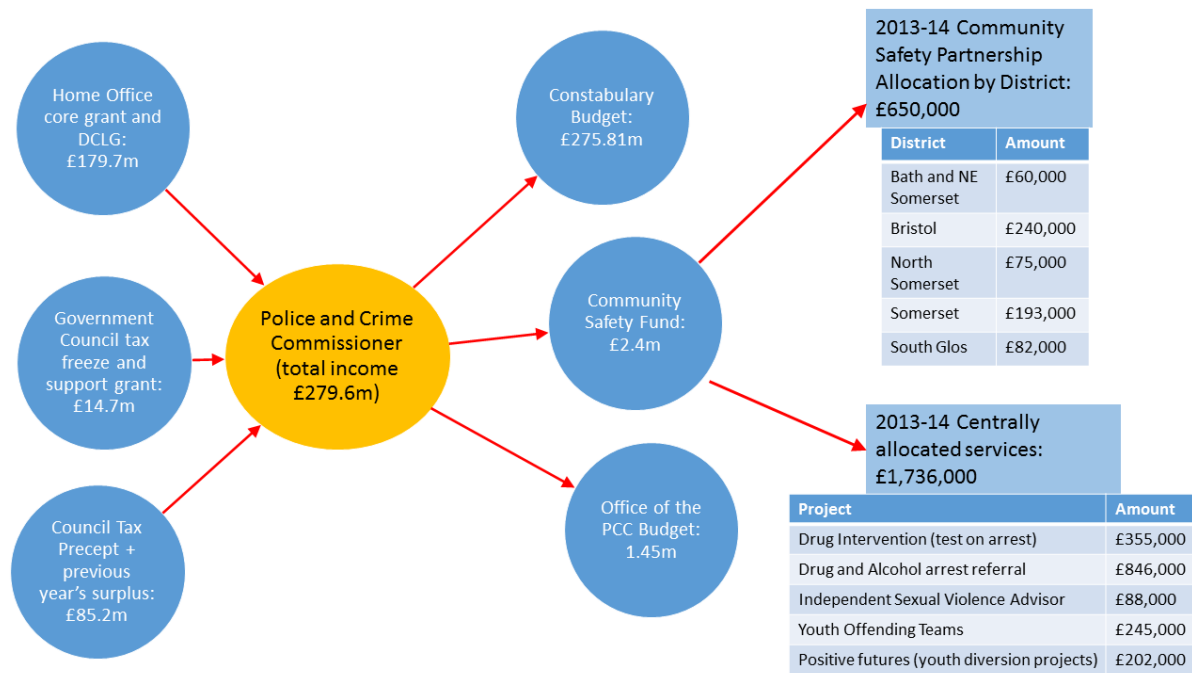 Home Office
core grant and
DCLG:
£179.7m
Government
Council tax
freeze and
support grant:
£14.7m
Council Tax
Precept +
previous
year's surplus:
£85.2m
Police and Crime
Commissioner
(total income
£279.6m)
Constabulary
Budget:
£275.81m
Community
Safety Fund:
£2.4m
Office of the
PCC Budget:
1.45m
2013-14 Community
Safety Partnership
Allocation by District:
£650,000
District Amount
Bath and NE
Somerset £60,000
Bristol £240,000
North
Somerset £75,000
Somerset £193,000
South Glos £82,000
2013-14 Centrally
allocated services:
£1,736,000
Project Amount
Drug Intervention (test on arrest) £355,000
Drug and Alcohol arrest referral £846,000
Independent Sexual Violence Advisor £88,000
Youth Offending Teams £245,000
Positive futures (youth diversion projects) £202,000